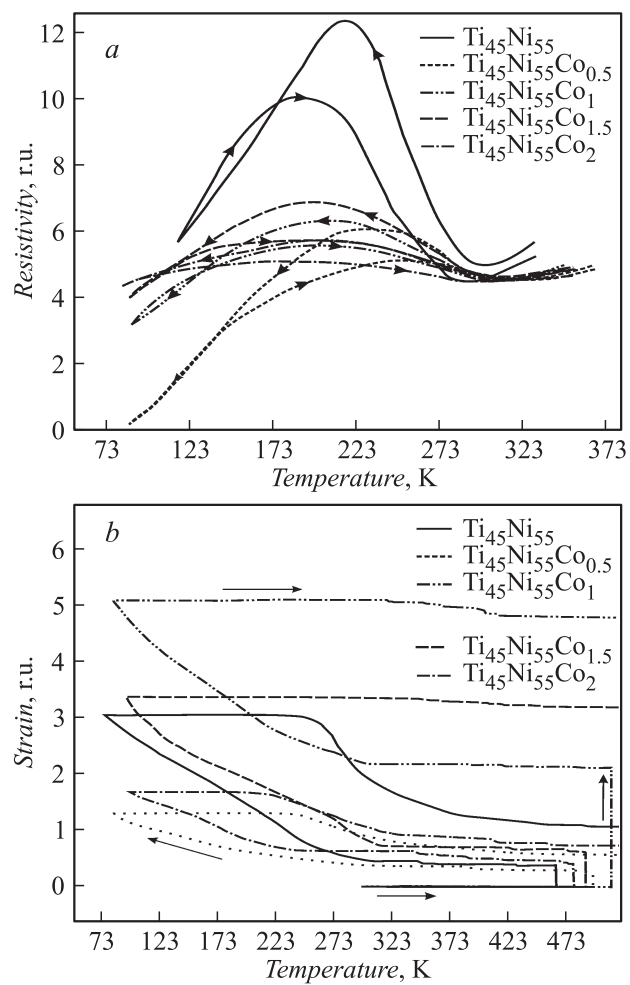 a
12
10
8
6
4
2
0
Resistivity, r.u.
Ti45Ni55
Ti45Ni55Co0.5
Ti45Ni55Co1
Ti45Ni55Co1.5
Ti45Ni55Co2
73 123 173 223 273 323 373
Temperature, K
b
6
5
4
3
2
1
0
Strain, r.u.
Ti45Ni55
Ti45Ni55Co0.5
Ti45Ni55Co1
Ti45Ni55Co1.5
Ti45Ni55Co2
73 123 173 223 273 323 373 423 473
Temperature, K